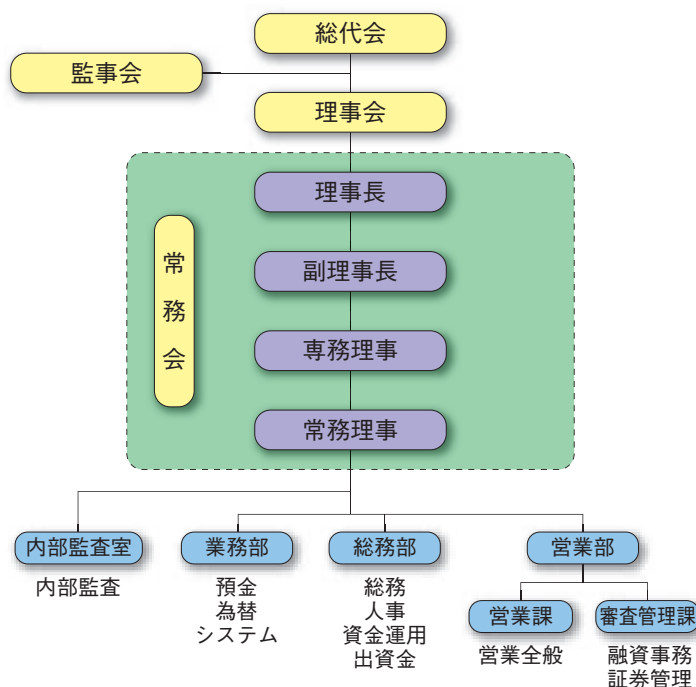 総代会
監事会
理事会
理事長
常務会
副理事長
専務理事
常務理事
内部監査室
内部監査
業務部
預金
為替
システム
総務部
総務
人事
資金運用
出資金
営業部
営業課
営業全般
審査管理課
融資事務
証券管理